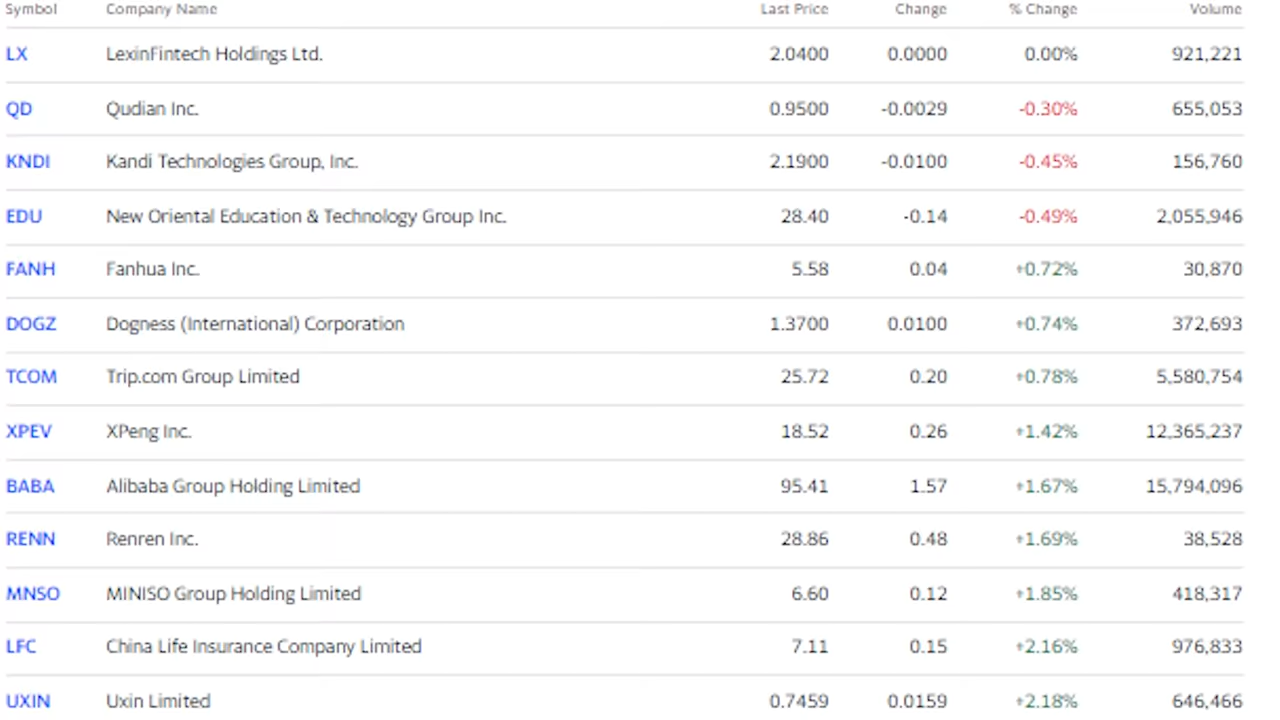 Symbol Company Name Last Price Change % Change Volume
LX LexinFintech Holdings Ltd. 2.0400 0.0000 0.00% 921,221
QD Qudian Inc. 0.9500 -0.0029 -0.30% 655,053
KNDI Kandi Technologies Group, Inc. 2.1900 -0.0100 -0.45% 156,760
EDU New Oriental Education & Technology Group Inc. 28.40 -0.14 -0.49% 2,055,946
FANH Fanhua Inc. 5.58 0.04 +0.72% 30,870
DOGZ Dogness (International) Corporation 1.3700 0.0100 +0.74% 372,693
TCOM Trip.com Group Limited 25.72 0.20 +0.78% 5,580,754
XPEV XPeng Inc. 18.52 0.26 +1.42% 12,365,237
BABA Alibaba Group Holding Limited 95.41 1.57 +1.67% 15,794,096
RENN Renren Inc. 28.86 0.48 +1.69% 38,528
MNSO MINISO Group Holding Limited 6.60 0.12 +1.85% 418,317
LFC China Life Insurance Company Limited 7.11 0.15 +2.16% 976,833
UXIN Uxin Limited 0.7459 0.0159 +2.18% 646,466